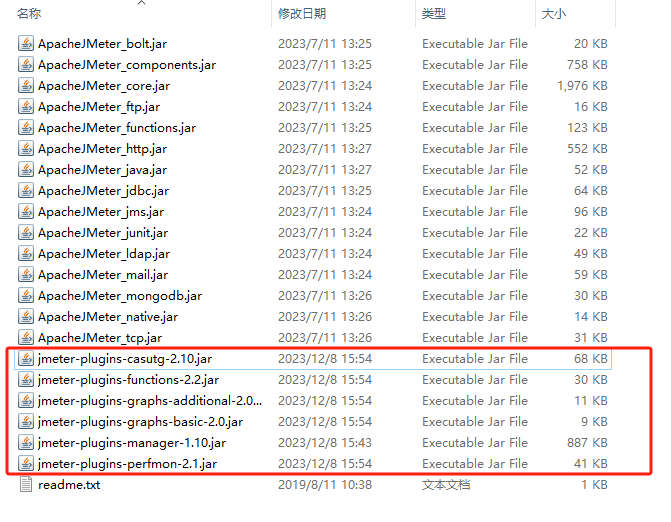 名称 修改日期 类型 大小
ApacheJMeter_bolt.jar 2023/7/11 13:25 Executable Jar File 20 KB
ApacheJMeter_components.jar 2023/7/11 13:25 Executable Jar File 758 KB
ApacheJMeter_core.jar 2023/7/11 13:24 Executable Jar File 1,976 KB
ApacheJMeter_ftp.jar 2023/7/11 13:24 Executable Jar File 16 KB
ApacheJMeter_functions.jar 2023/7/11 13:25 Executable Jar File 123 KB
ApacheJMeter_http.jar 2023/7/11 13:27 Executable Jar File 552 KB
ApacheJMeter_java.jar 2023/7/11 13:27 Executable Jar File 52 KB
ApacheJMeter_jdbc.jar 2023/7/11 13:25 Executable Jar File 64 KB
ApacheJMeter_jms.jar 2023/7/11 13:24 Executable Jar File 96 KB
ApacheJMeter_junit.jar 2023/7/11 13:24 Executable Jar File 22 KB
ApacheJMeter_ldap.jar 2023/7/11 13:24 Executable Jar File 49 KB
ApacheJMeter_mail.jar 2023/7/11 13:27 Executable Jar File 59 KB
ApacheJMeter_mongodb.jar 2023/7/11 13:26 Executable Jar File 30 KB
ApacheJMeter_native.jar 2023/7/11 13:26 Executable Jar File 14 KB
ApacheJMeter_tcp.jar 2023/7/11 13:26 Executable Jar File 31 KB
jmeter-plugins-casutg-2.10.jar 2023/12/8 15:54 Executable Jar File 68 KB
jmeter-plugins-functions-2.2.jar 2023/12/8 15:54 Executable Jar File 30 KB
jmeter-plugins-graphs-additional-2.0... 2023/12/8 15:54 Executable Jar File 11 KB
jmeter-plugins-graphs-basic-2.0.jar 2023/12/8 15:54 Executable Jar File 9 KB
jmeter-plugins-manager-1.10.jar 2023/12/8 15:43 Executable Jar File 887 KB
jmeter-plugins-perfmon-2.1.jar 2023/12/8 15:54 Executable Jar File 41 KB
readme.txt 2019/8/11 10:38 文本文档 1 KB